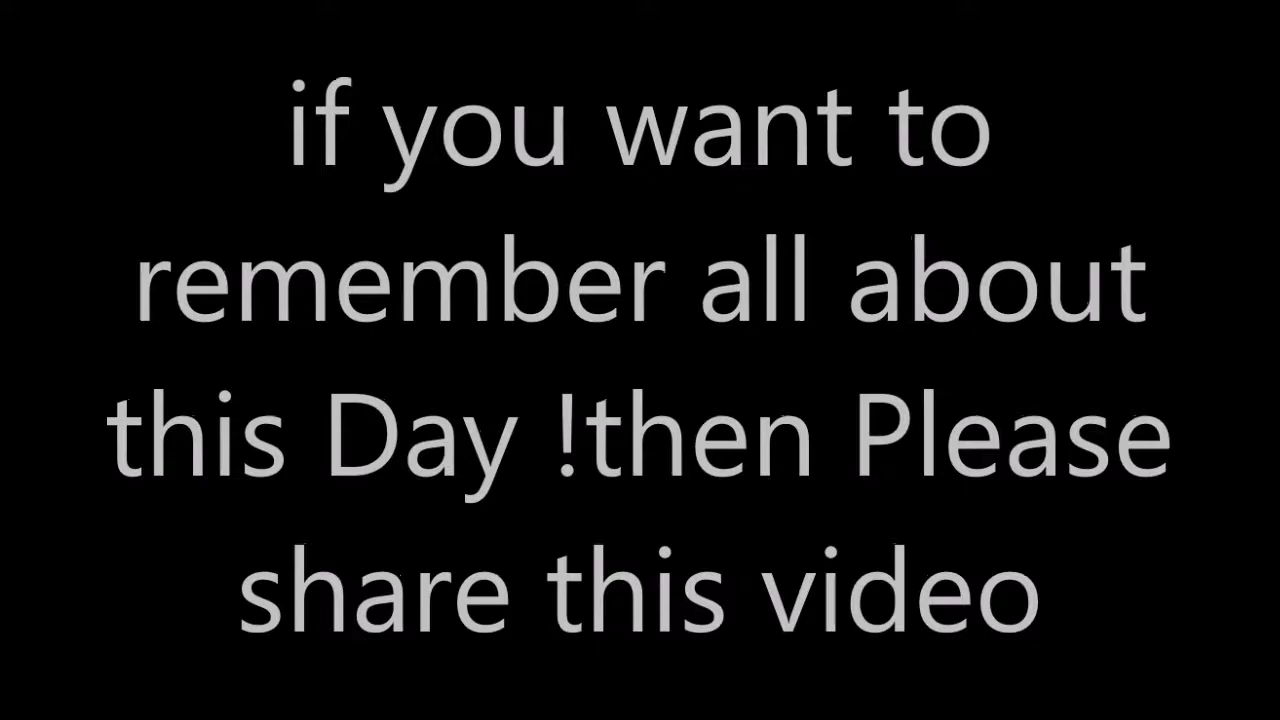 if you want to
remember all about
this Day !then Please
share this video